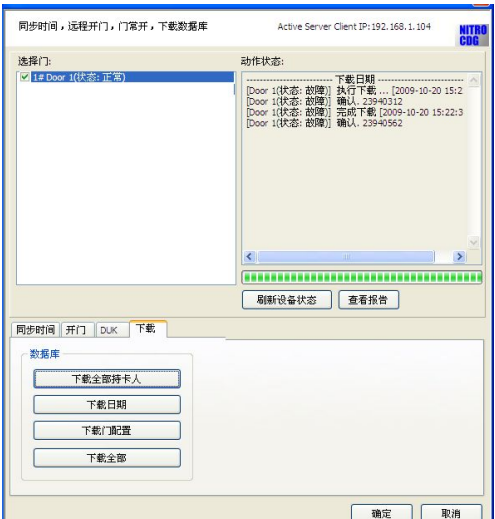 同步时间，远程开门，门常开，下载数据库
Active Server Client IP:192.168.1.104
NITRO
CDG
选择门:
动作状态:
1# Door 1(状态: 正常)
------------------------ 下载日期 ------------------------
[Door 1(状态: 故障)] 执行下载 ... [2009-10-20 15:2
[Door 1(状态: 故障)] 确认. 23940312
[Door 1(状态: 故障)] 完成下载 [2009-10-20 15:22:3
[Door 1(状态: 故障)] 确认. 23940562
刷新设备状态
查看报告
同步时间
开门
DUK
下载
数据库
下载全部持卡人
下载日期
下载门配置
下载全部
确定
取消